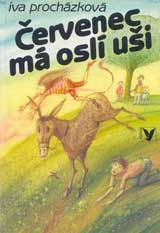 iva procházková
Červenec
má oslí uši